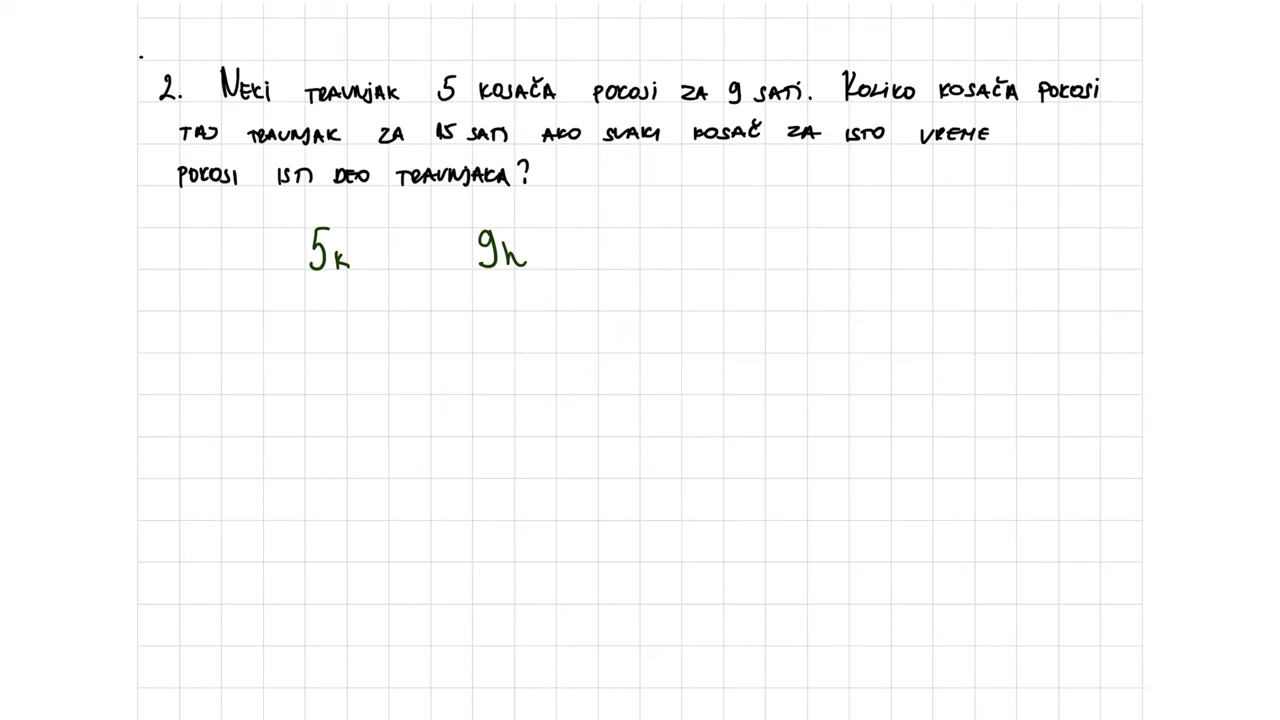 2. Neki travnjak 5 kosača pokosi za 9 sati. Koliko kosača pokosi
taj travnjak za 15 sati ako svaki kosač za isto vreme
pokosi isti deo travnjaka?
5k 9h